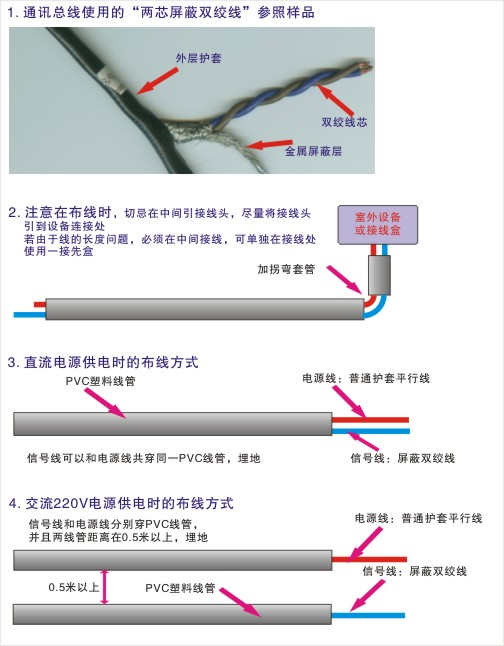 1. 通讯总线使用的“两芯屏蔽双绞线”参照样品
外层护套
双绞线芯
金属屏蔽层
2. 注意在布线时，切忌在中间引接线头，尽量将接线头
引到设备连接处
若由于线的长度问题，必须在中间接线，可单独在接线处
使用一接先盒
室外设备
或接线盒
加拐弯套管
3. 直流电源供电时的布线方式
PVC塑料线管
电源线：普通护套平行线
信号线可以和电源线共穿同一PVC线管，埋地
信号线：屏蔽双绞线
4. 交流220V电源供电时的布线方式
信号线和电源线分别穿PVC线管，
并且两线管距离在0.5米以上，埋地
电源线：普通护套平行线
信号线：屏蔽双绞线
0.5米以上
PVC塑料线管